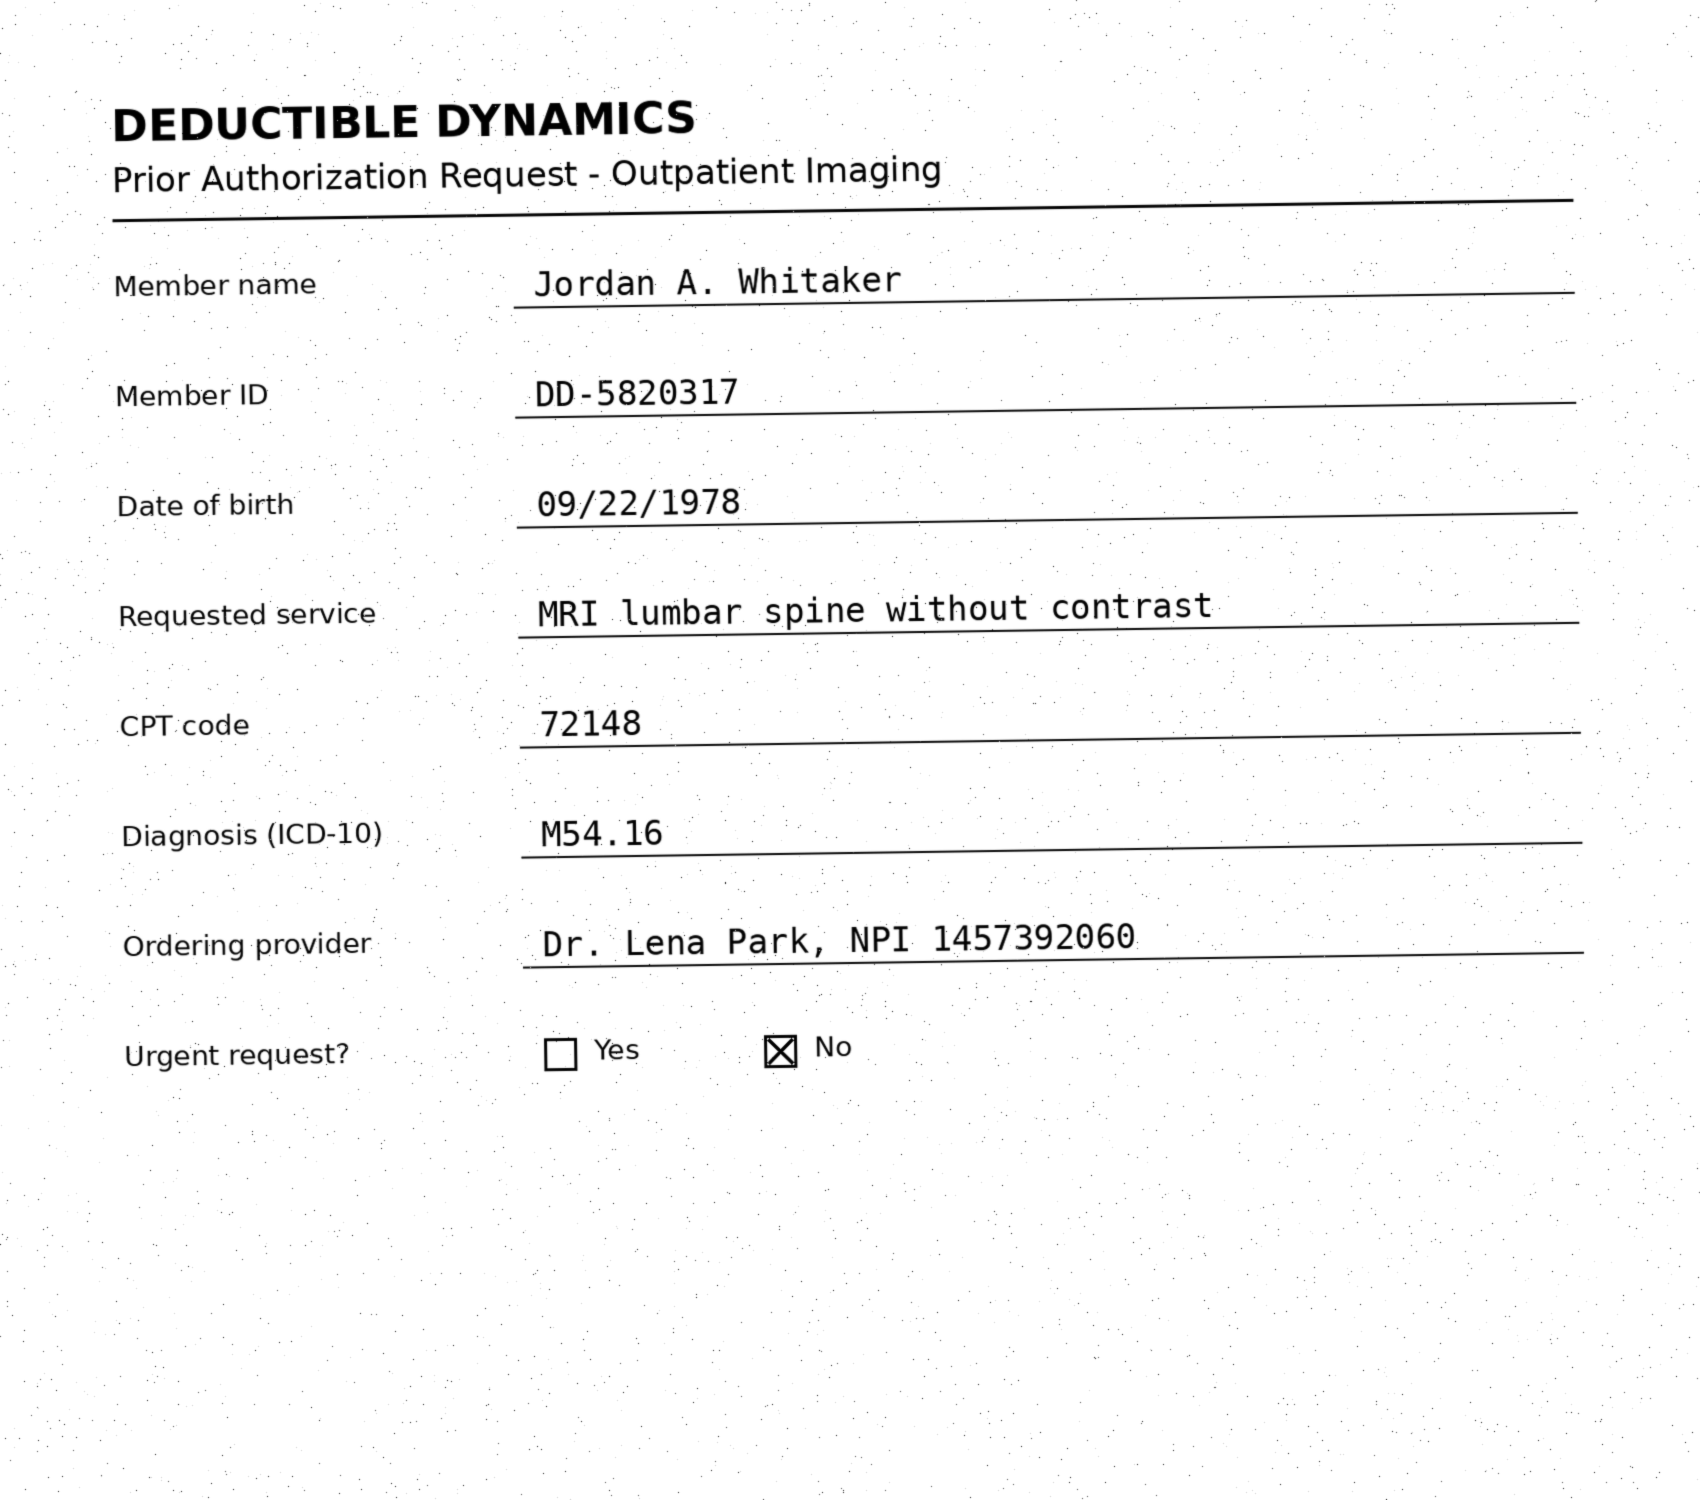 DEDUCTIBLE DYNAMICS
Prior Authorization Request - Outpatient Imaging
Member name Jordan A. Whitaker
Member ID DD-5820317
Date of birth 09/22/1978
Requested service MRI lumbar spine without contrast
CPT code 72148
Diagnosis (ICD-10) M54.16
Ordering provider Dr. Lena Park, NPI 1457392060
Urgent request? ☐ Yes ☒ No